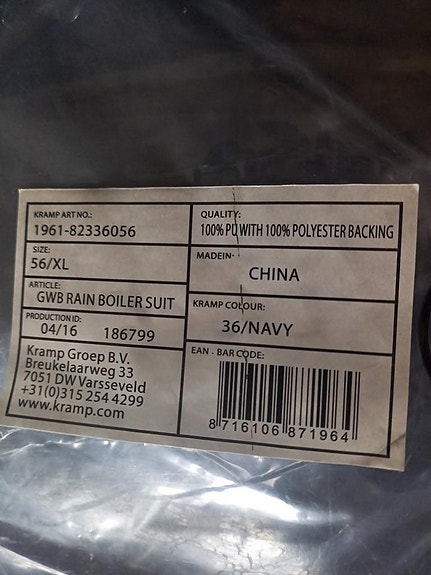 KRAMP ART NO.:
1961-82336056
SIZE:
56/XL
ARTICLE:
GWB RAIN BOILER SUIT
PRODUCTION ID:
04/16 186799
Kramp Groep B.V.
Breukelaarweg 33
7051 DW Varsseveld
+31(0)315 254 4299
www.kramp.com
QUALITY:
100% PU WITH 100% POLYESTER BACKING
MADEIN·
CHINA
KRAMP COLOUR:
36/NAVY
EAN . BAR CODE:
8 716106 871964